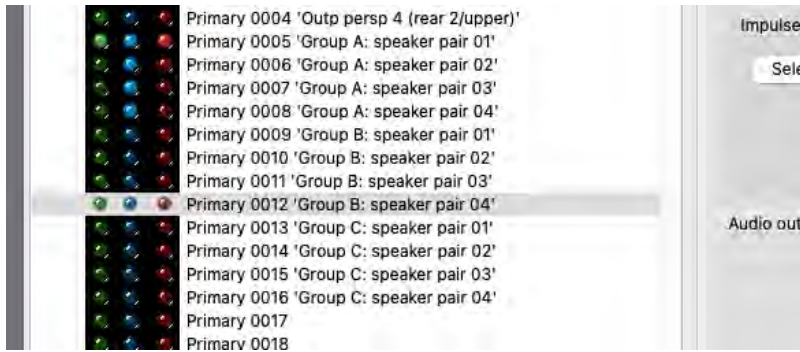 Primary 0004 'Outp persp 4 (rear 2/upper)'
Impulse
Primary 0005 'Group A: speaker pair 01'
Primary 0006 'Group A: speaker pair 02'
Sele
Primary 0007 'Group A: speaker pair 03'
Primary 0008 'Group A: speaker pair 04'
Primary 0009 'Group B: speaker pair 01'
Primary 0010 'Group B: speaker pair 02'
Primary 0011 'Group B: speaker pair 03'
Primary 0012 'Group B: speaker pair 04'
Primary 0013 'Group C: speaker pair 01'
Audio out
Primary 0014 'Group C: speaker pair 02'
Primary 0015 'Group C: speaker pair 03'
Primary 0016 'Group C: speaker pair 04'
Primary 0017
Primary 0018